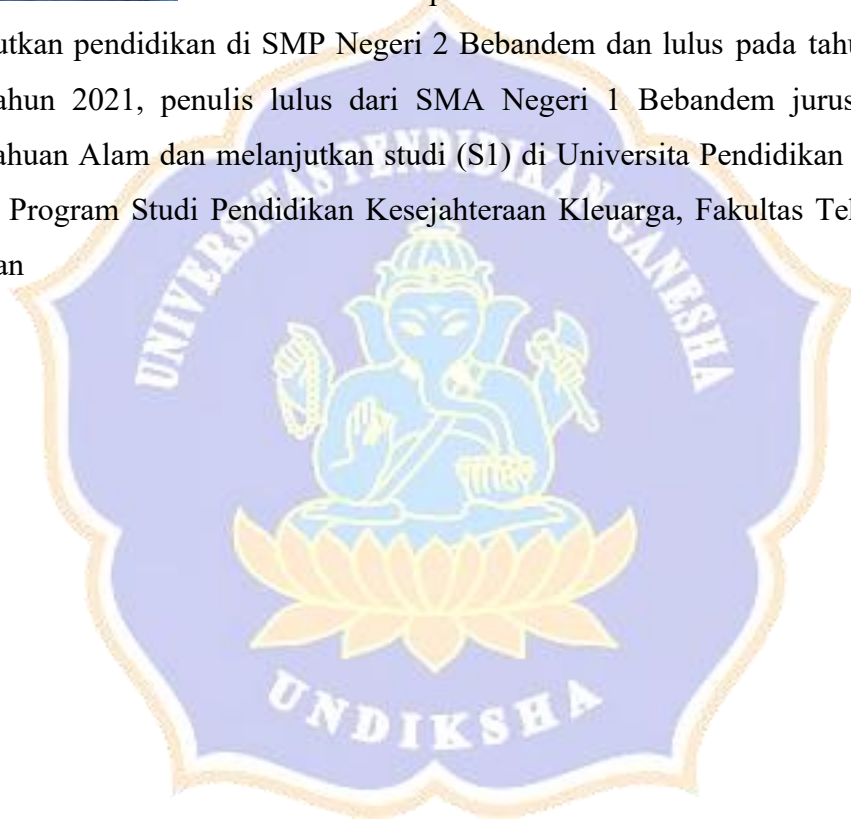 utkan pendidikan di SMP Negeri 2 Bebandem dan lulus pada tahu
ahun 2021, penulis lulus dari SMA Negeri 1 Bebandem jurus
ahuan Alam dan melanjutkan studi (S1) di Universita Pendidikan
Program Studi Pendidikan Kesejahteraan Kleuarga, Fakultas Te
an
UNIVERSITAS PENDIDIKAN GANESHA
UNDIKSHA